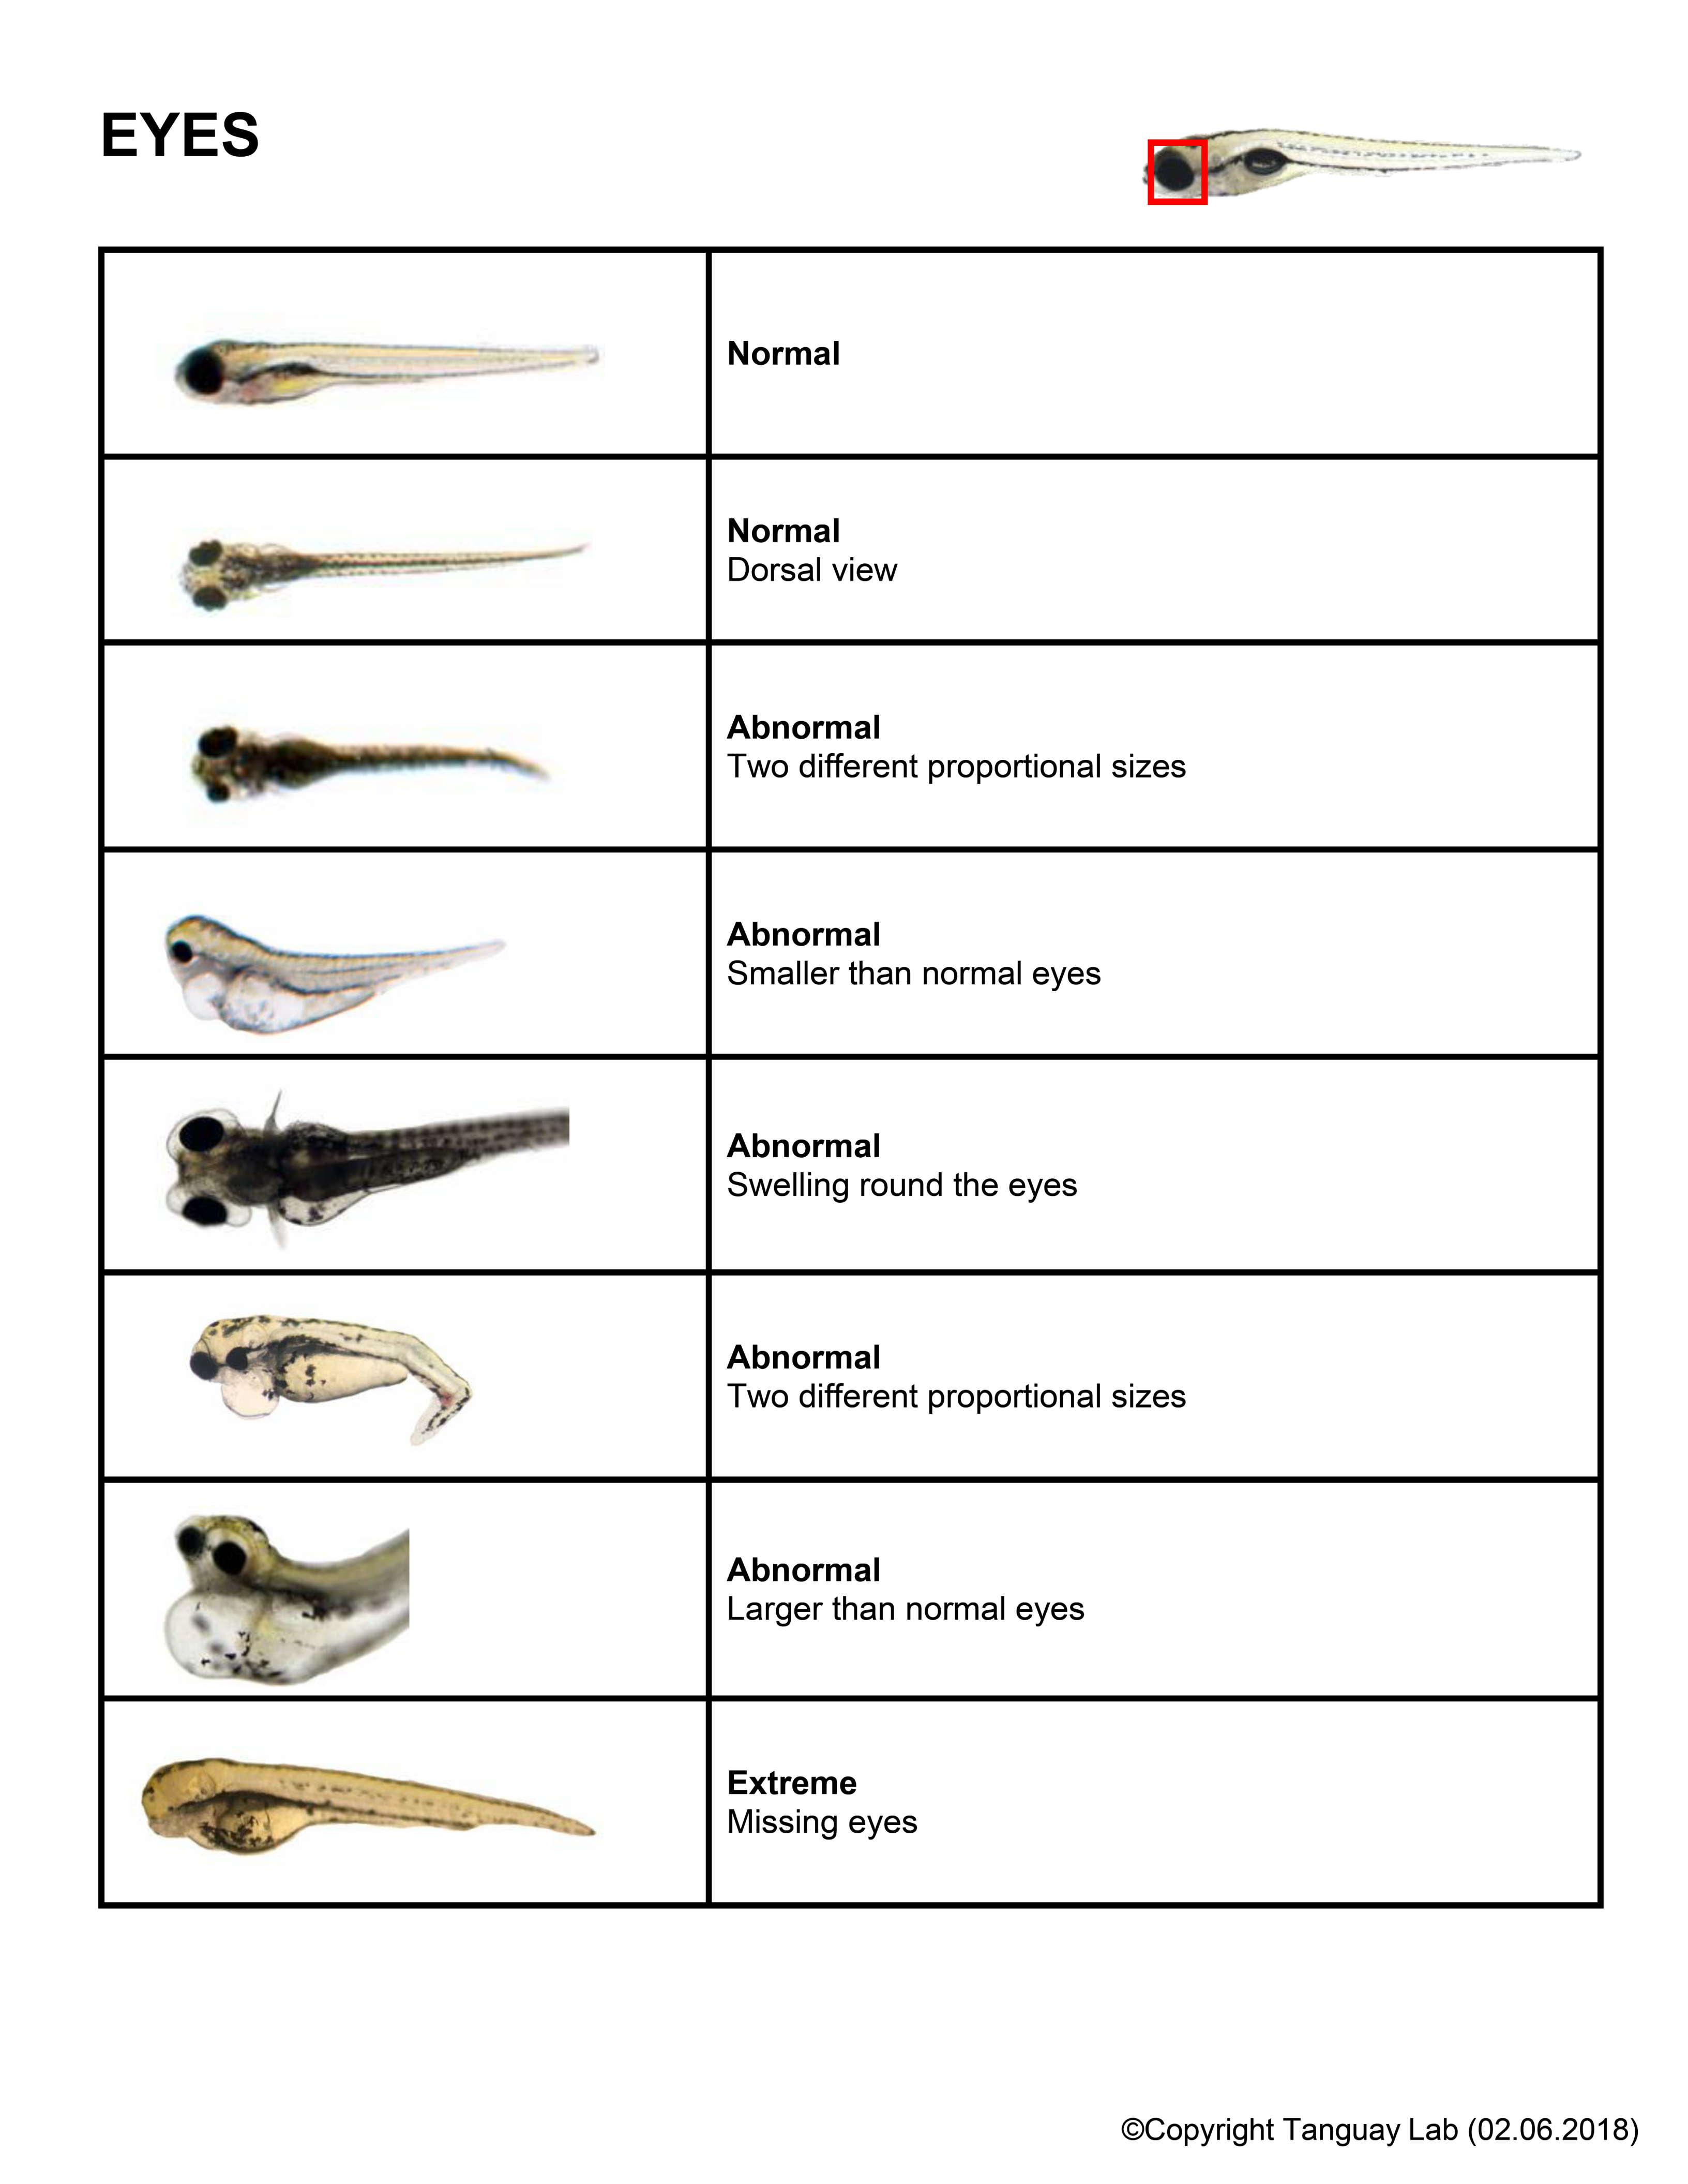 EYES
Normal
Normal
Dorsal view
Abnormal
Two different proportional sizes
Abnormal
Smaller than normal eyes
Abnormal
Swelling round the eyes
Abnormal
Two different proportional sizes
Abnormal
Larger than normal eyes
Extreme
Missing eyes
©Copyright Tanguay Lab (02.06.2018)